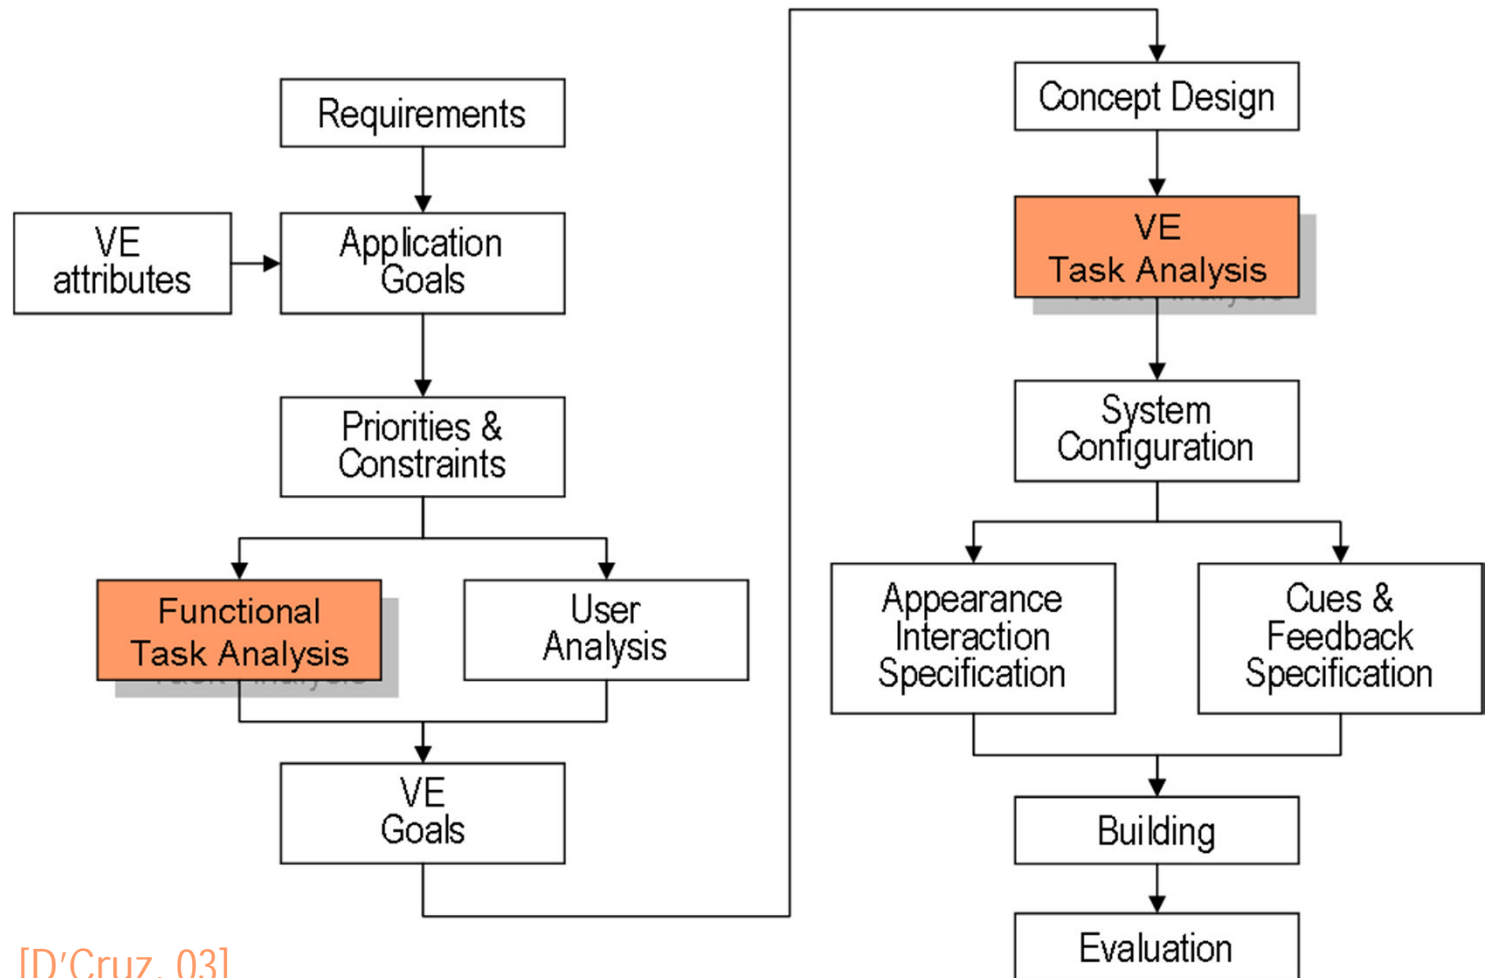 Requirements
VE
attributes
Application
Goals
Priorities &
Constraints
Functional
Task Analysis
User
Analysis
VE
Goals
Concept Design
VE
Task Analysis
System
Configuration
Appearance
Interaction
Specification
Cues &
Feedback
Specification
Building
Evaluation
[D'Cruz, 03]